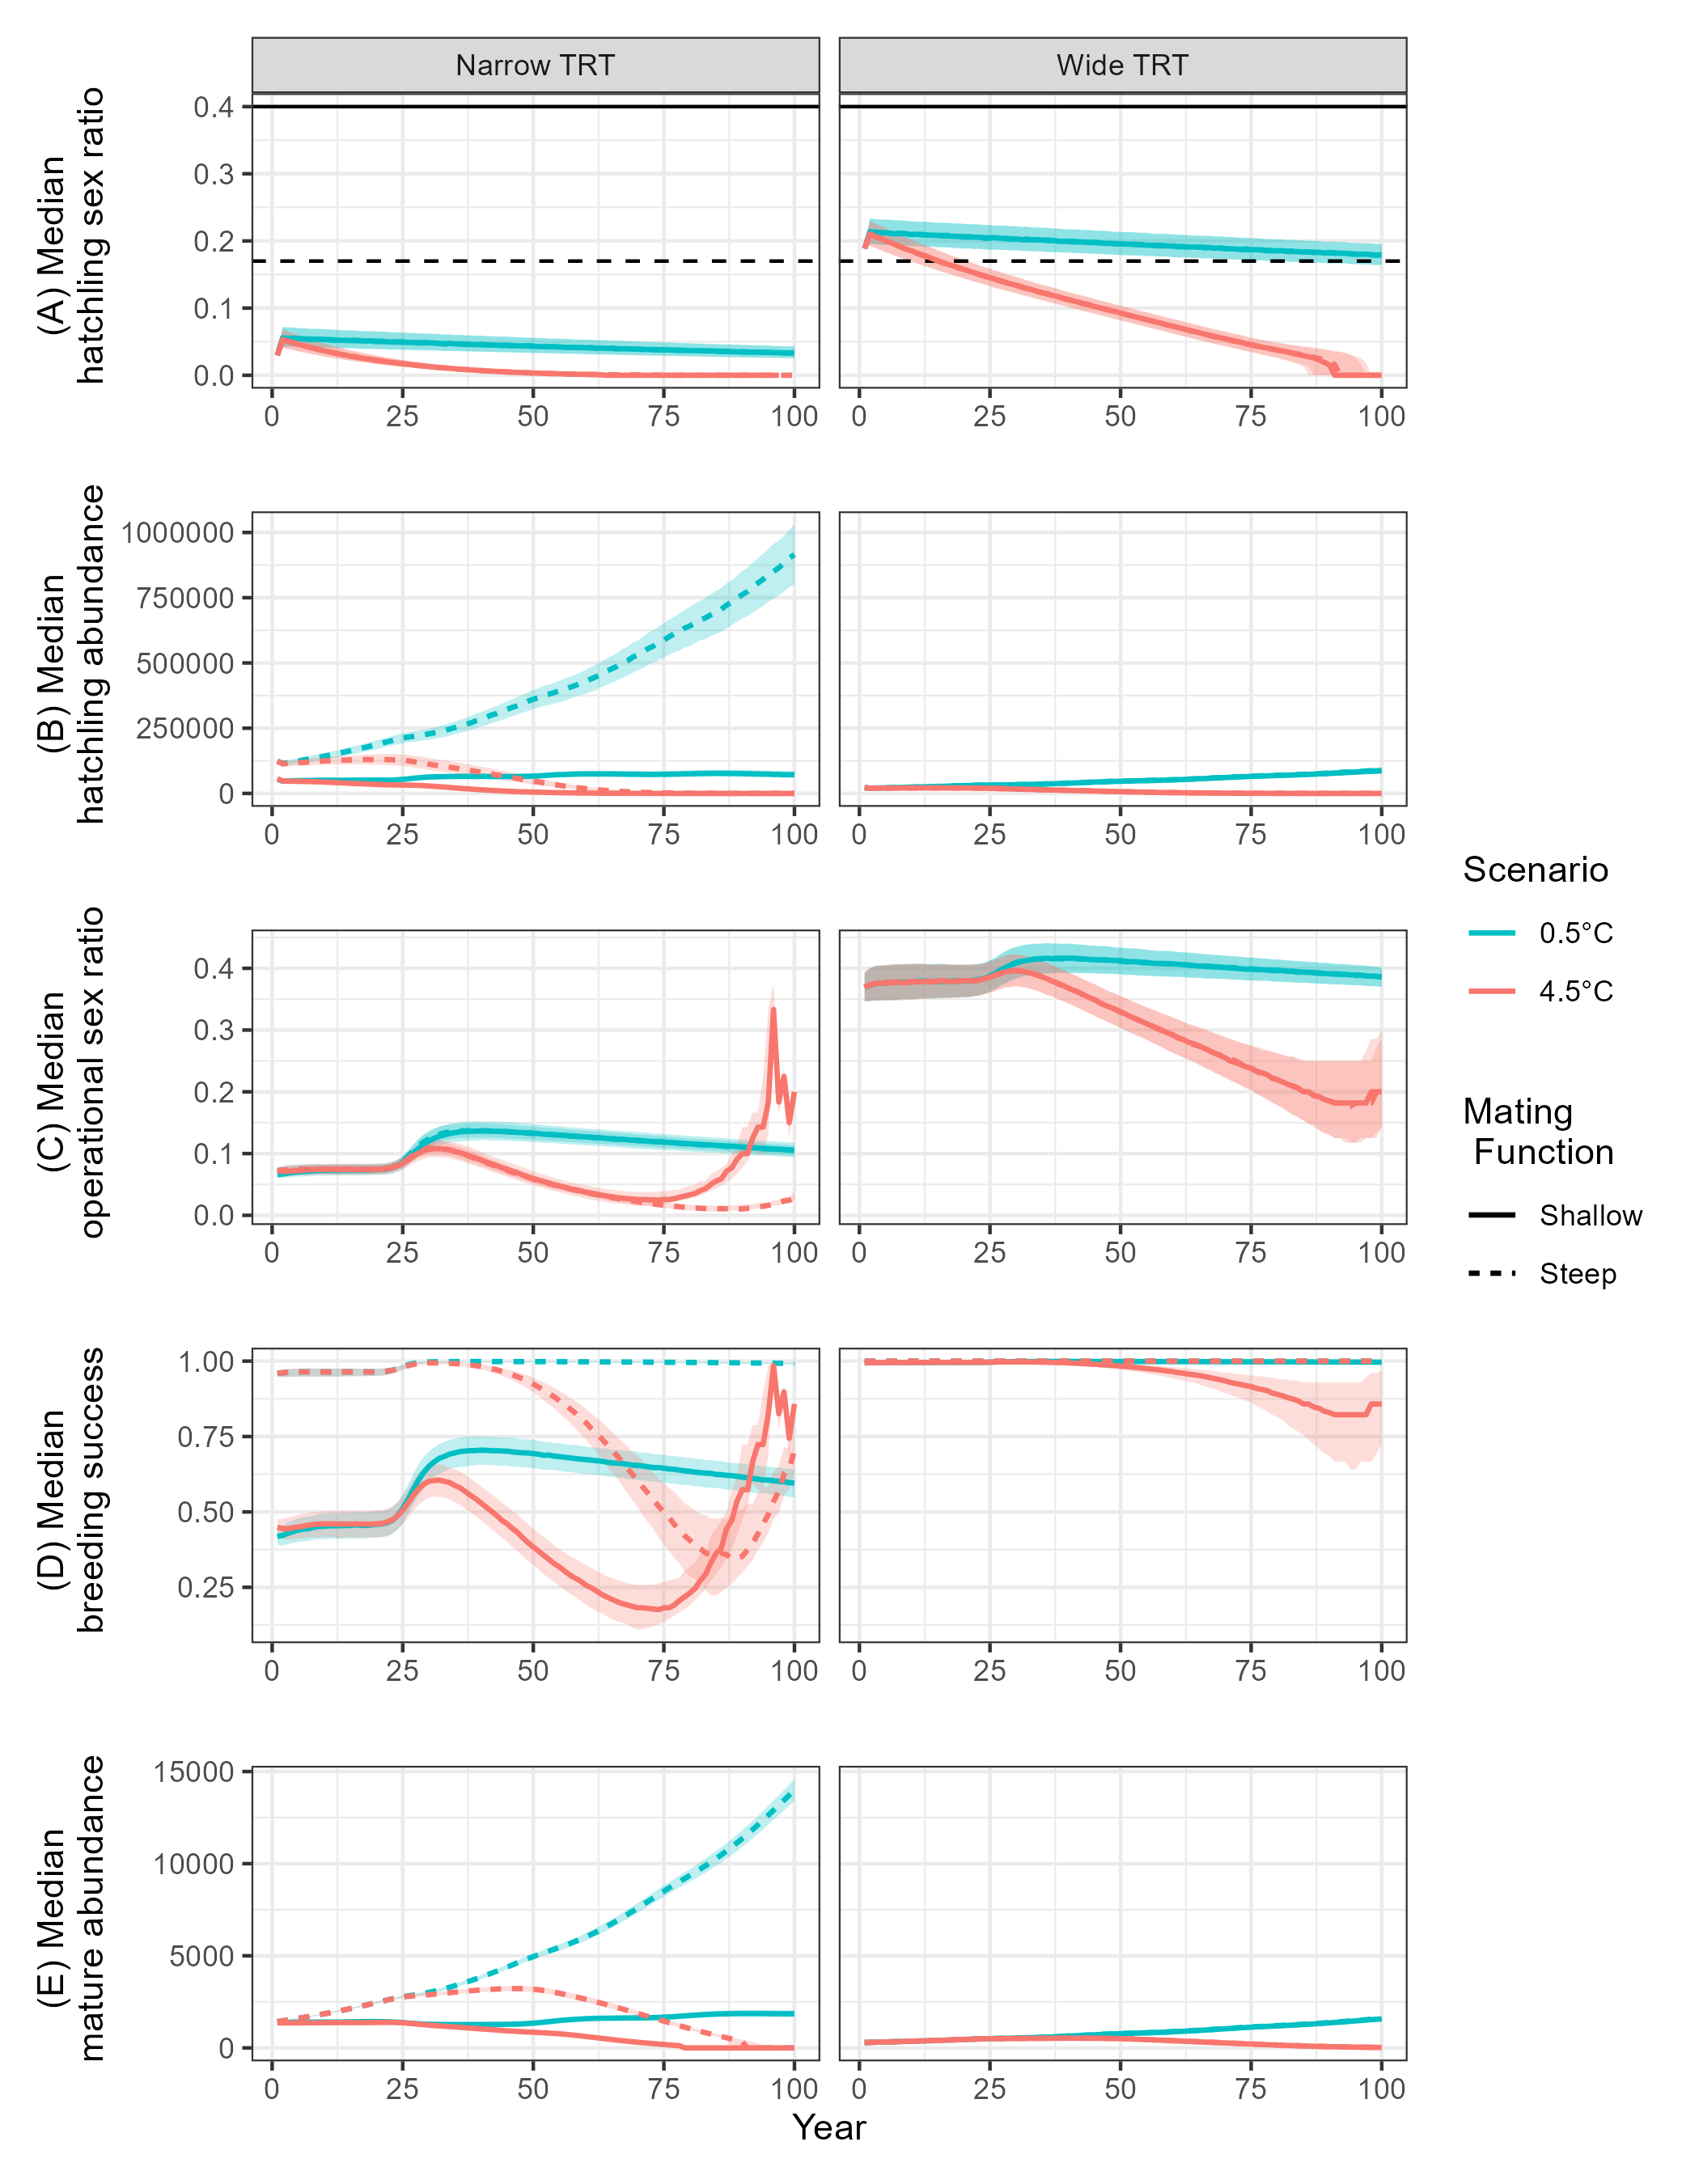 Narrow TRT
Wide TRT
(A) Median
hatchling sex ratio
0.4
0.3
0.2
0.1
0.0
0 25 50 75 100
0 25 50 75 100
(B) Median
hatchling abundance
1000000
750000
500000
250000
0
0 25 50 75 100
0 25 50 75 100
(C) Median
operational sex ratio
0.4
0.3
0.2
0.1
0.0
0 25 50 75 100
0 25 50 75 100
(D) Median
breeding success
1.00
0.75
0.50
0.25
0 25 50 75 100
0 25 50 75 100
(E) Median
mature abundance
15000
10000
5000
0
0 25 50 75 100
0 25 50 75 100
Year
Scenario
0.5°C
4.5°C
Mating
Function
Shallow
Steep